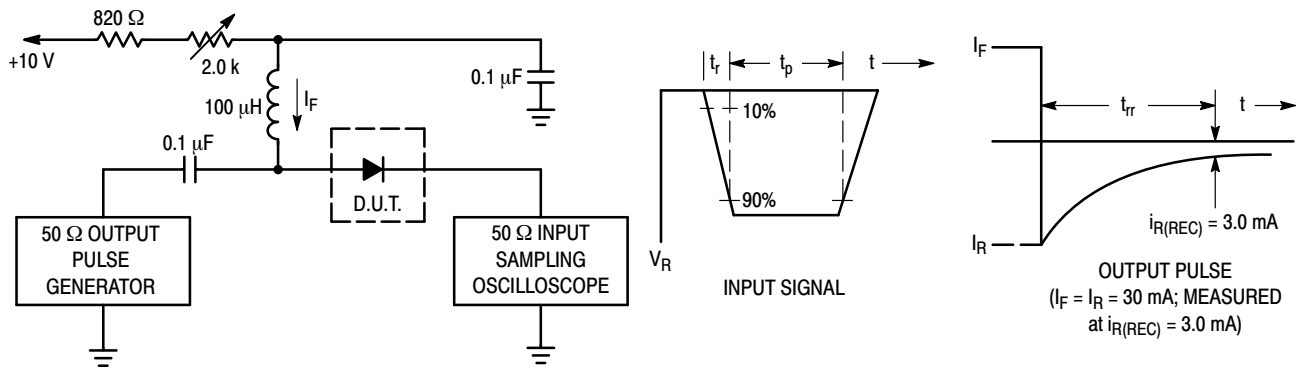 820 Ω
+10 V
2.0 k
0.1 µF
100 µH
I_F
0.1 µF
D.U.T.
50 Ω OUTPUT
PULSE
GENERATOR
50 Ω INPUT
SAMPLING
OSCILLOSCOPE
t_r
t_p
t
10%
90%
V_R
INPUT SIGNAL
I_F
t_rr
t
i_R(REC) = 3.0 mA
I_R
OUTPUT PULSE
(I_F = I_R = 30 mA; MEASURED
at i_R(REC) = 3.0 mA)